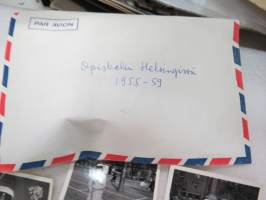 PAR AVION
Opiskelu Helsingissä
1955-59